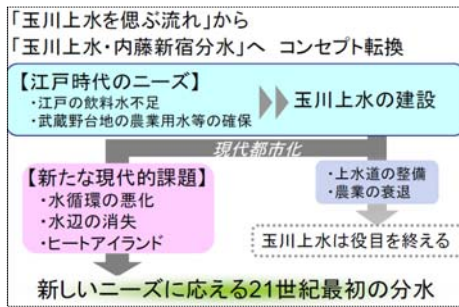 「玉川上水を偲ぶ流れ」から
「玉川上水・内藤新宿分水」へ コンセプト転換
【江戸時代のニーズ】
・江戸の飲料水不足
・武蔵野台地の農業用水等の確保
玉川上水の建設
現代都市化
【新たな現代的課題】
・水循環の悪化
・水辺の消失
・ヒートアイランド
・上水道の整備
・農業の衰退
玉川上水は役目を終える
新しいニーズに応える21世紀最初の分水